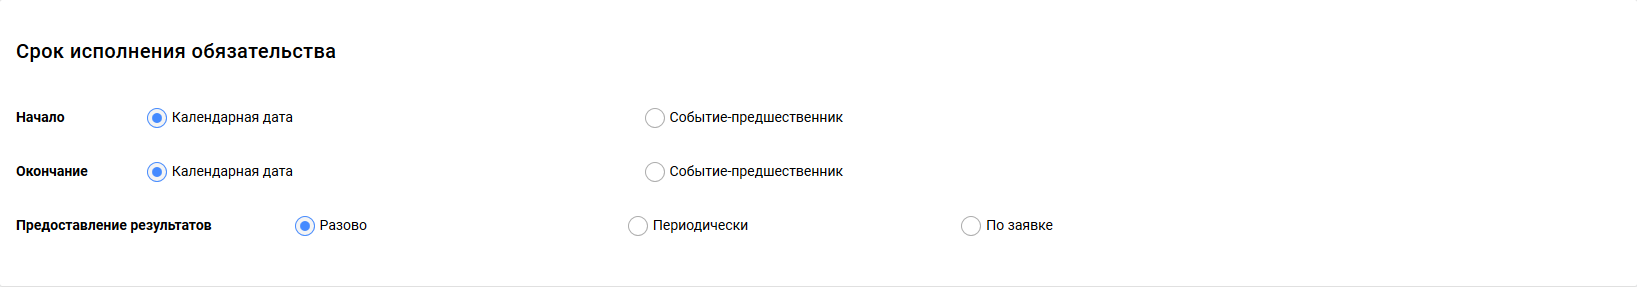 Срок исполнения обязательства
Начало Календарная дата Событие-предшественник
Окончание Календарная дата Событие-предшественник
Предоставление результатов Разово Периодически По заявке